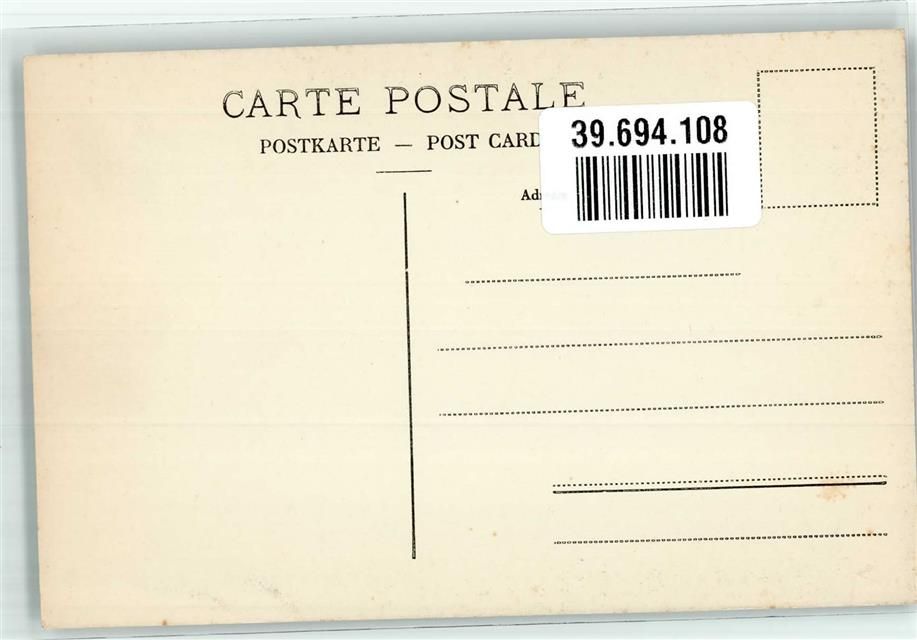 CARTE POSTALE
POSTKARTE — POST CARD
39.694.108